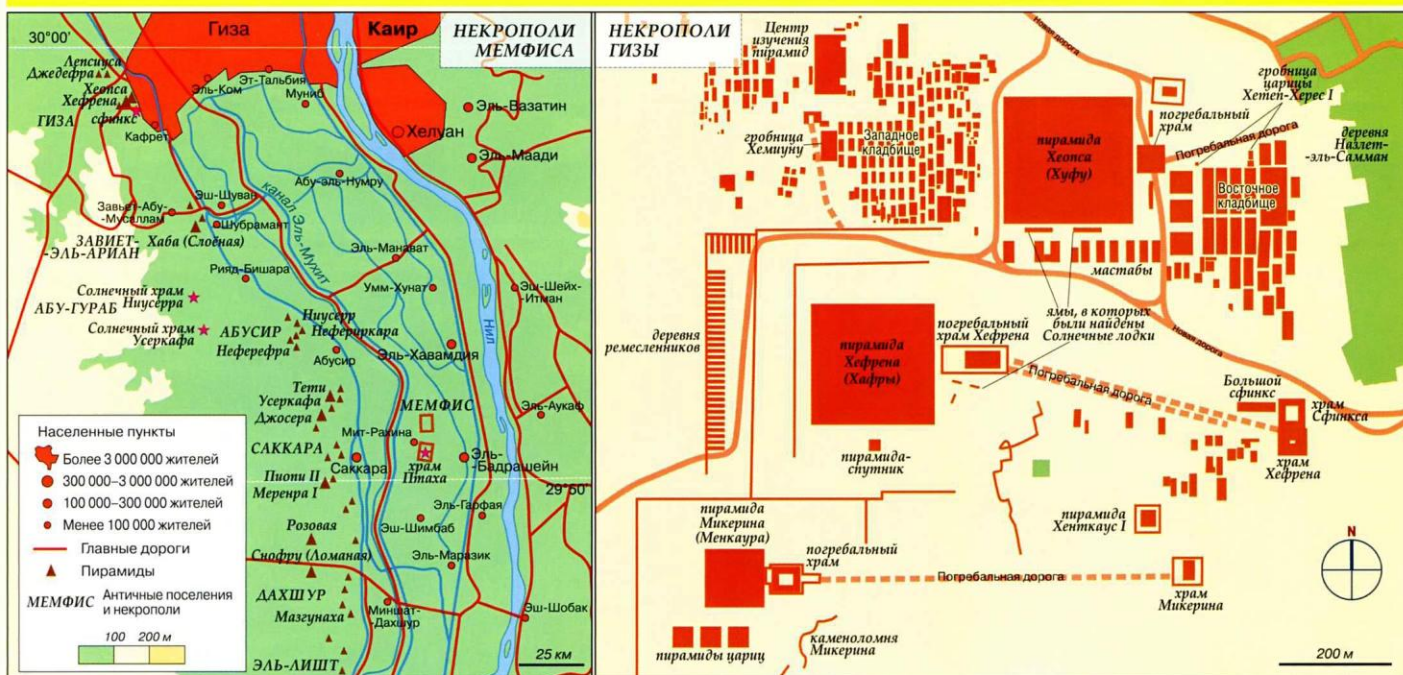 30°00'
Гиза
Каир
НЕКРОПОЛИ
МЕМФИСА
Лепсиуса
Джедефра
Хеопса
Хефрена
сфинкс
ГИЗА
Кафрет
Эль-Ком
Эт-Тальбия
Муниб
Эль-Вазатин
Хелуан
Эль-Маади
Абу-эль-Нумру
Эш-Шуван
канал Эль-Мухит
Завьет-Абу-
-Мусаллам
Шубрамант
ЗАВИЕТ-
-ЭЛЬ-АРИАН
Хаба (Слоёная)
Эль-Манават
Рияд-Бишара
Умм-Хунат
Эш-Шейх-
-Итман
Солнечный храм
Ниусерра
АБУ-ГУРАБ
Солнечный храм
Усеркафа
АБУСИР
Ниусерр
Нефериркара
Неферефра
Абусир
Эль-Хавамдия
Нил
Тети
Усеркафа
Джосера
МЕМФИС
Эль-Аукаф
Мит-Рахина
САККАРА
Саккара
храм
Птаха
Эль-
-Бадрашейн
29°50'
Пиопи II
Меренра I
Эль-Гарфая
Эш-Шимбаб
Розовая
Снофру (Ломаная)
Эль-Маразик
ДАХШУР
Мазгунаха
Миншат-
-Дахшур
Эш-Шобак
ЭЛЬ-ЛИШТ
25 км
Населенные пункты
Более 3 000 000 жителей
300 000–3 000 000 жителей
100 000–300 000 жителей
Менее 100 000 жителей
Главные дороги
Пирамиды
МЕМФИС Античные поселения
и некрополи
100 200 м
НЕКРОПОЛИ
ГИЗЫ
Центр
изучения
пирамид
Новая дорога
гробница
царицы
Хетеп-Херес I
погребальный
храм
гробница
Хемиуну
Западное
кладбище
пирамида
Хеопса
(Хуфу)
Погребальная дорога
деревня
Назлет-
-эль-Самман
Восточное
кладбище
мастабы
ямы, в которых
были найдены
Солнечные лодки
деревня
ремесленников
пирамида
Хефрена
(Хафры)
погребальный
храм Хефрена
Новая дорога
Погребальная дорога
Большой
сфинкс
храм
Сфинкса
храм
Хефрена
пирамида-
-спутник
пирамида
Микерина
(Менкаура)
погребальный
храм
пирамида
Хенткаус I
Погребальная дорога
храм
Микерина
пирамиды цариц
каменоломня
Микерина
N
200 м